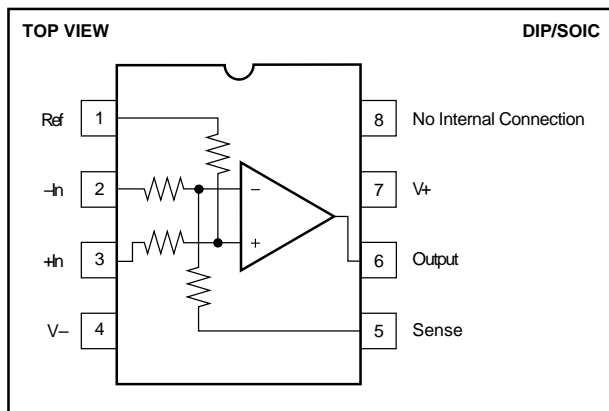 TOP VIEW DIP/SOIC
Ref 1 8 No Internal Connection
–In 2 – 7 V+
+In 3 + 6 Output
V– 4 5 Sense